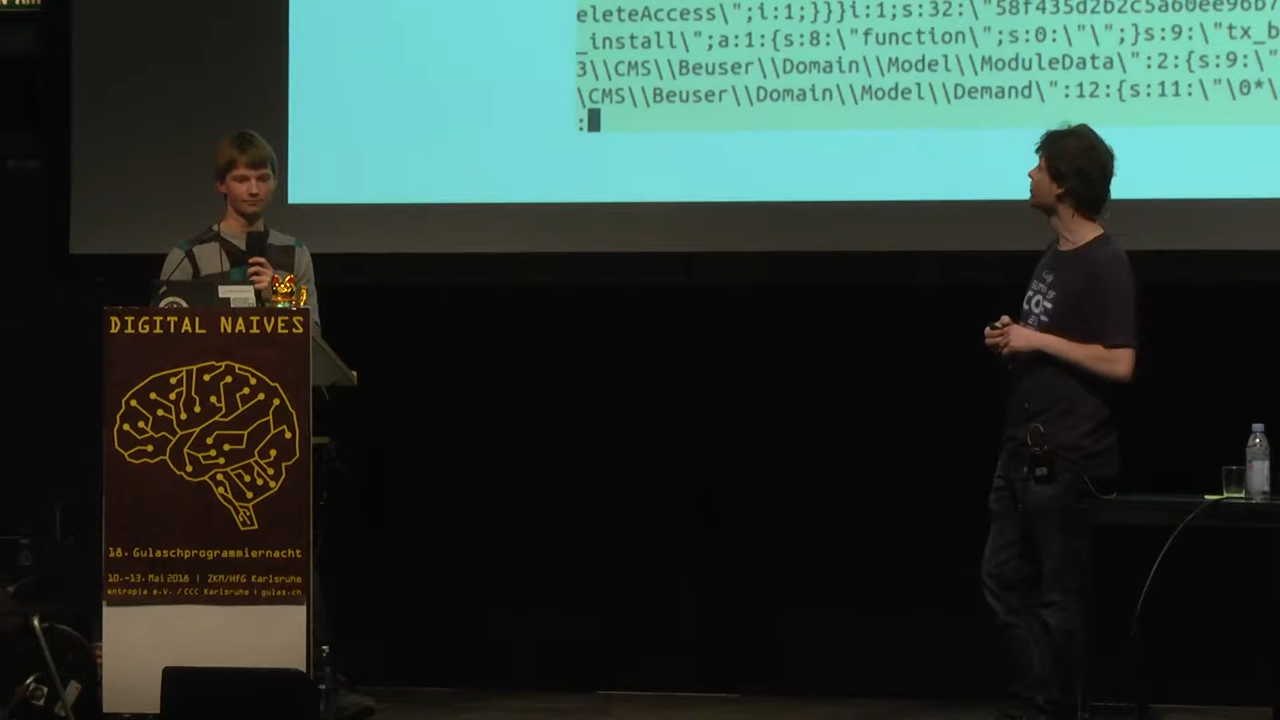 eleteAccess\";i:1;}}}i:1;s:32:\"58f435d2b2c5a60ee96b7
_install\";a:1:{s:8:\"function\";s:0:\"\";}s:9:\"tx_b
3\\CMS\\Beuser\\Domain\\Model\\ModuleData\":2:{s:9:\"
\CMS\\Beuser\\Domain\\Model\\Demand\":12:{s:11:\"\0*\
:
DIGITAL NAIVES
18. Gulaschprogrammiernacht
10.-13. Mai 2018 | ZKM/HfG Karlsruhe
entropia e.V. / CCC Karlsruhe | gulas.ch